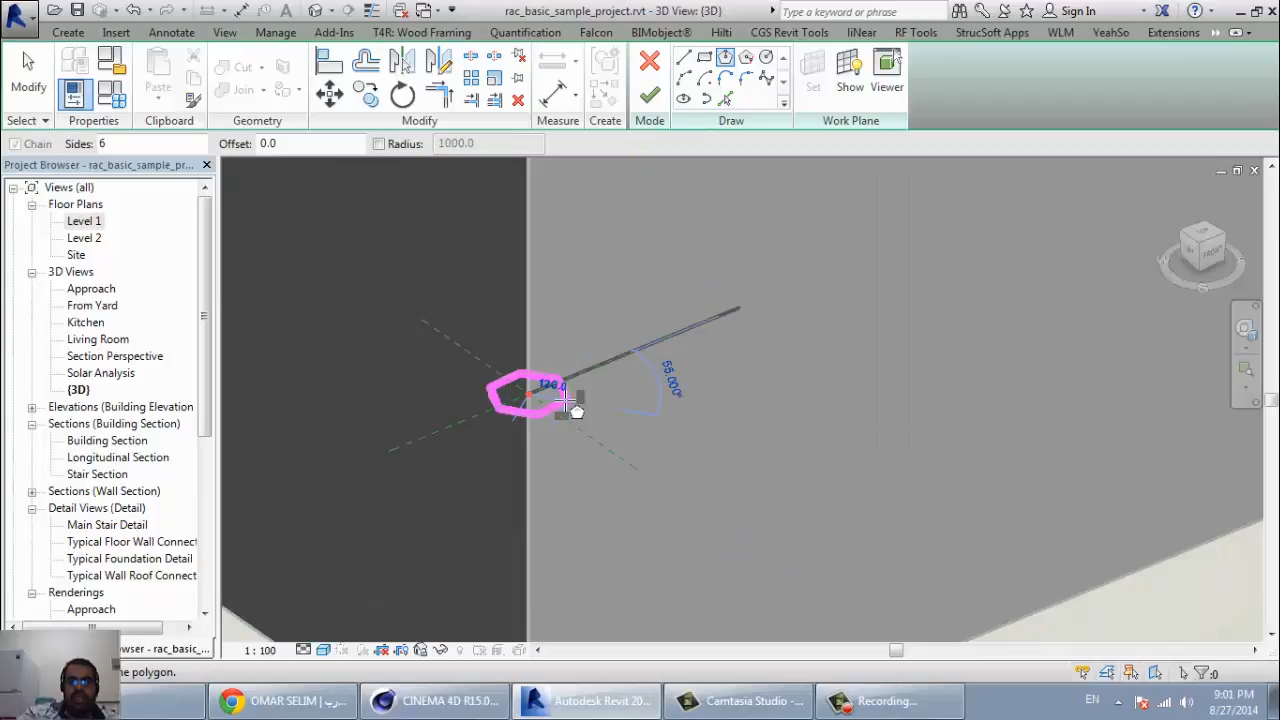 rac_basic_sample_project.rvt - 3D View: {3D}
Type a keyword or phrase
Sign In
Create Insert Annotate View Manage Add-Ins T4R: Wood Framing Quantification Falcon BIMobject® Hilti CGS Revit Tools liNear RF Tools StrucSoft Apps WLM YeahSo Extensions
Modify Paste Cut Join Set Show Viewer
Select Properties Clipboard Geometry Modify Measure Create Mode Draw Work Plane
Chain Sides: 6 Offset: 0.0 Radius: 1000.0
Project Browser - rac_basic_sample_pr...
Views (all)
Floor Plans
Level 1
Level 2
Site
3D Views
Approach
From Yard
Kitchen
Living Room
Section Perspective
Solar Analysis
{3D}
Elevations (Building Elevation
Sections (Building Section)
Building Section
Longitudinal Section
Stair Section
Sections (Wall Section)
Detail Views (Detail)
Main Stair Detail
Typical Floor Wall Connect
Typical Foundation Detail
Typical Wall Roof Connect
Renderings
Approach
55.000°
FRONT
S
1 : 100
he polygon.
:0
OMAR SELIM |
CINEMA 4D R15.0...
Autodesk Revit 20...
Camtasia Studio -...
Recording...
EN
9:01 PM
8/27/2014